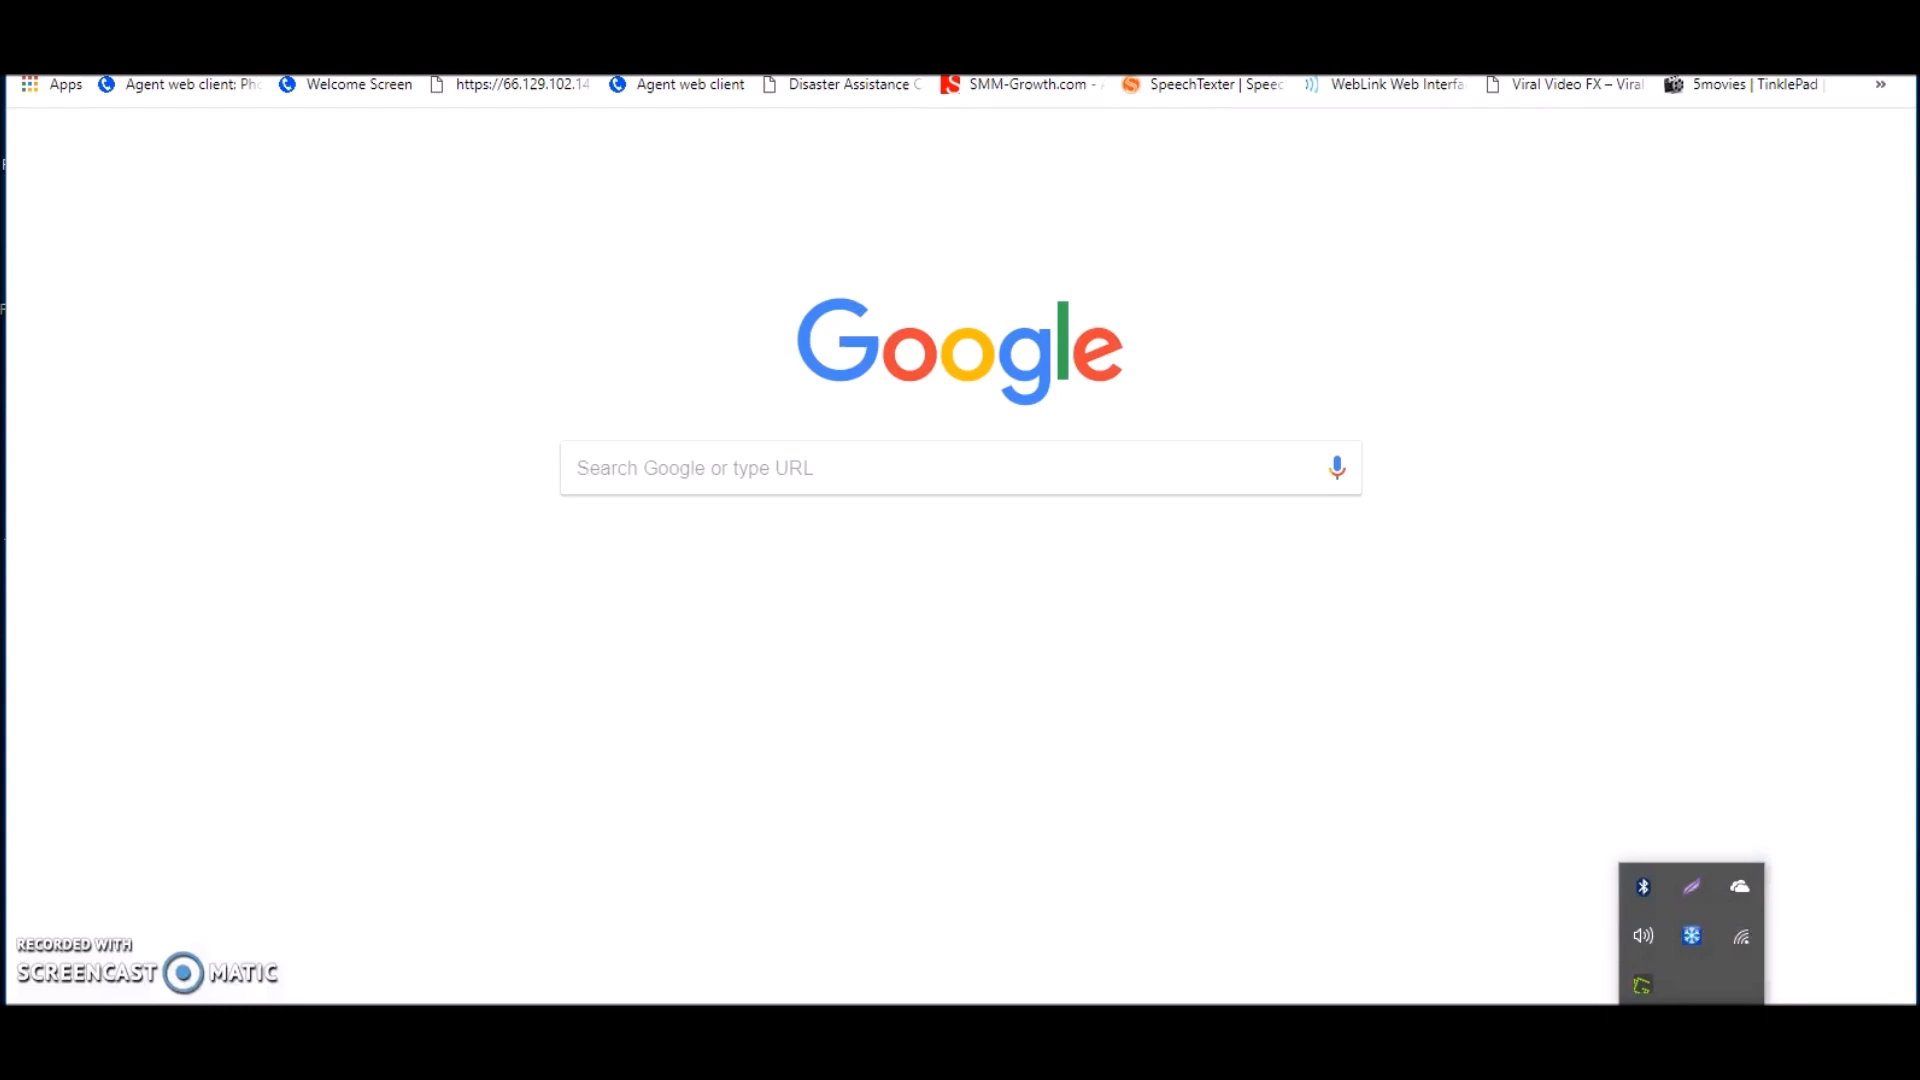 Apps Agent web client: Pho Welcome Screen https://66.129.102.14 Agent web client Disaster Assistance C SMM-Growth.com - SpeechTexter | Speec WebLink Web Interfa Viral Video FX – Viral 5movies | TinklePad | »
Google
Search Google or type URL
RECORDED WITH
SCREENCAST MATIC